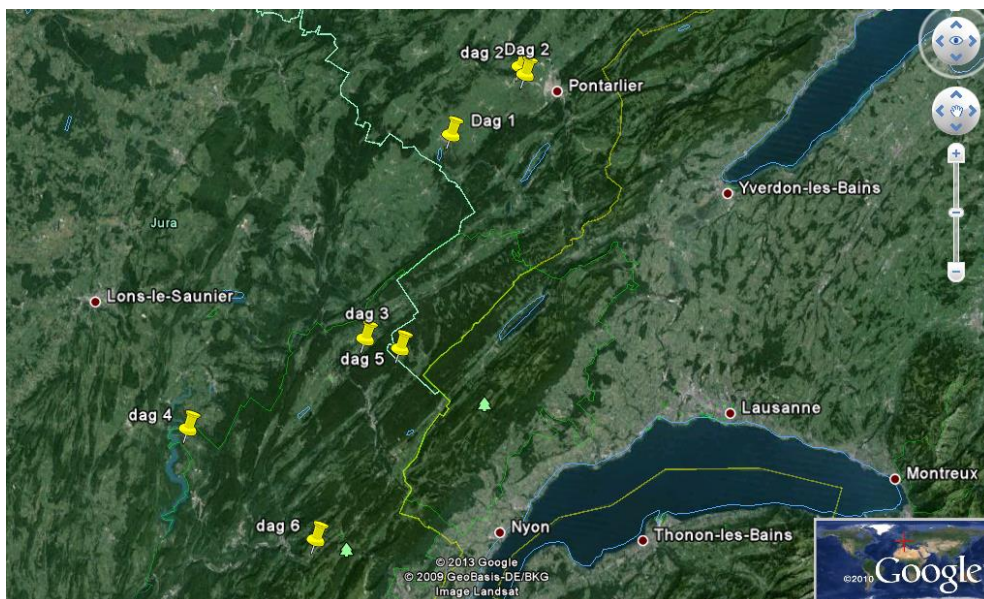 dag 2
Dag 2
Pontarlier
Dag 1
Yverdon-les-Bains
Jura
Lons-le-Saunier
dag 3
dag 5
dag 4
Lausanne
Montreux
dag 6
Nyon
Thonon-les-Bains
© 2013 Google
© 2009 GeoBasis-DE/BKG
Image Landsat
©2010 Google